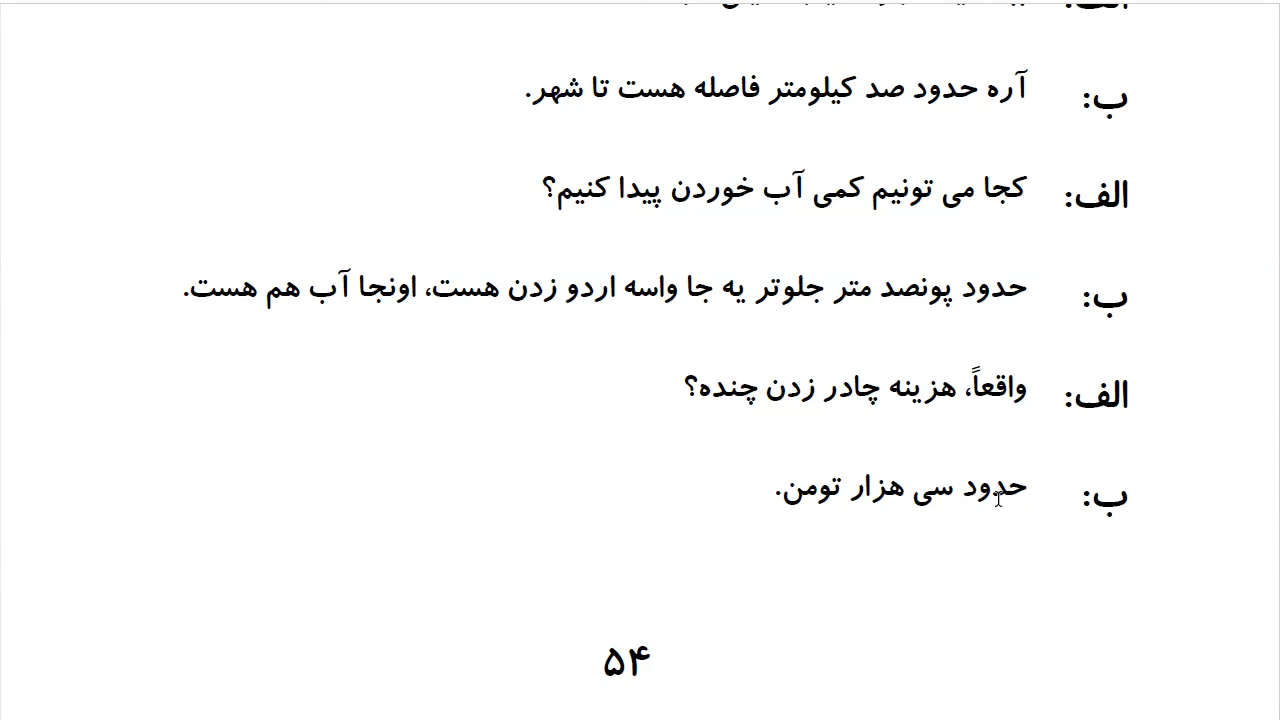 الف:
ب: آره حدود صد کیلومتر فاصله هست تا شهر.
الف: کجا می تونیم کمی آب خوردن پیدا کنیم؟
ب: حدود پونصد متر جلوتر یه جا واسه اردو زدن هست، اونجا آب هم هست.
الف: واقعاً، هزینه چادر زدن چنده؟
ب: حدود سی هزار تومن.
۵۴